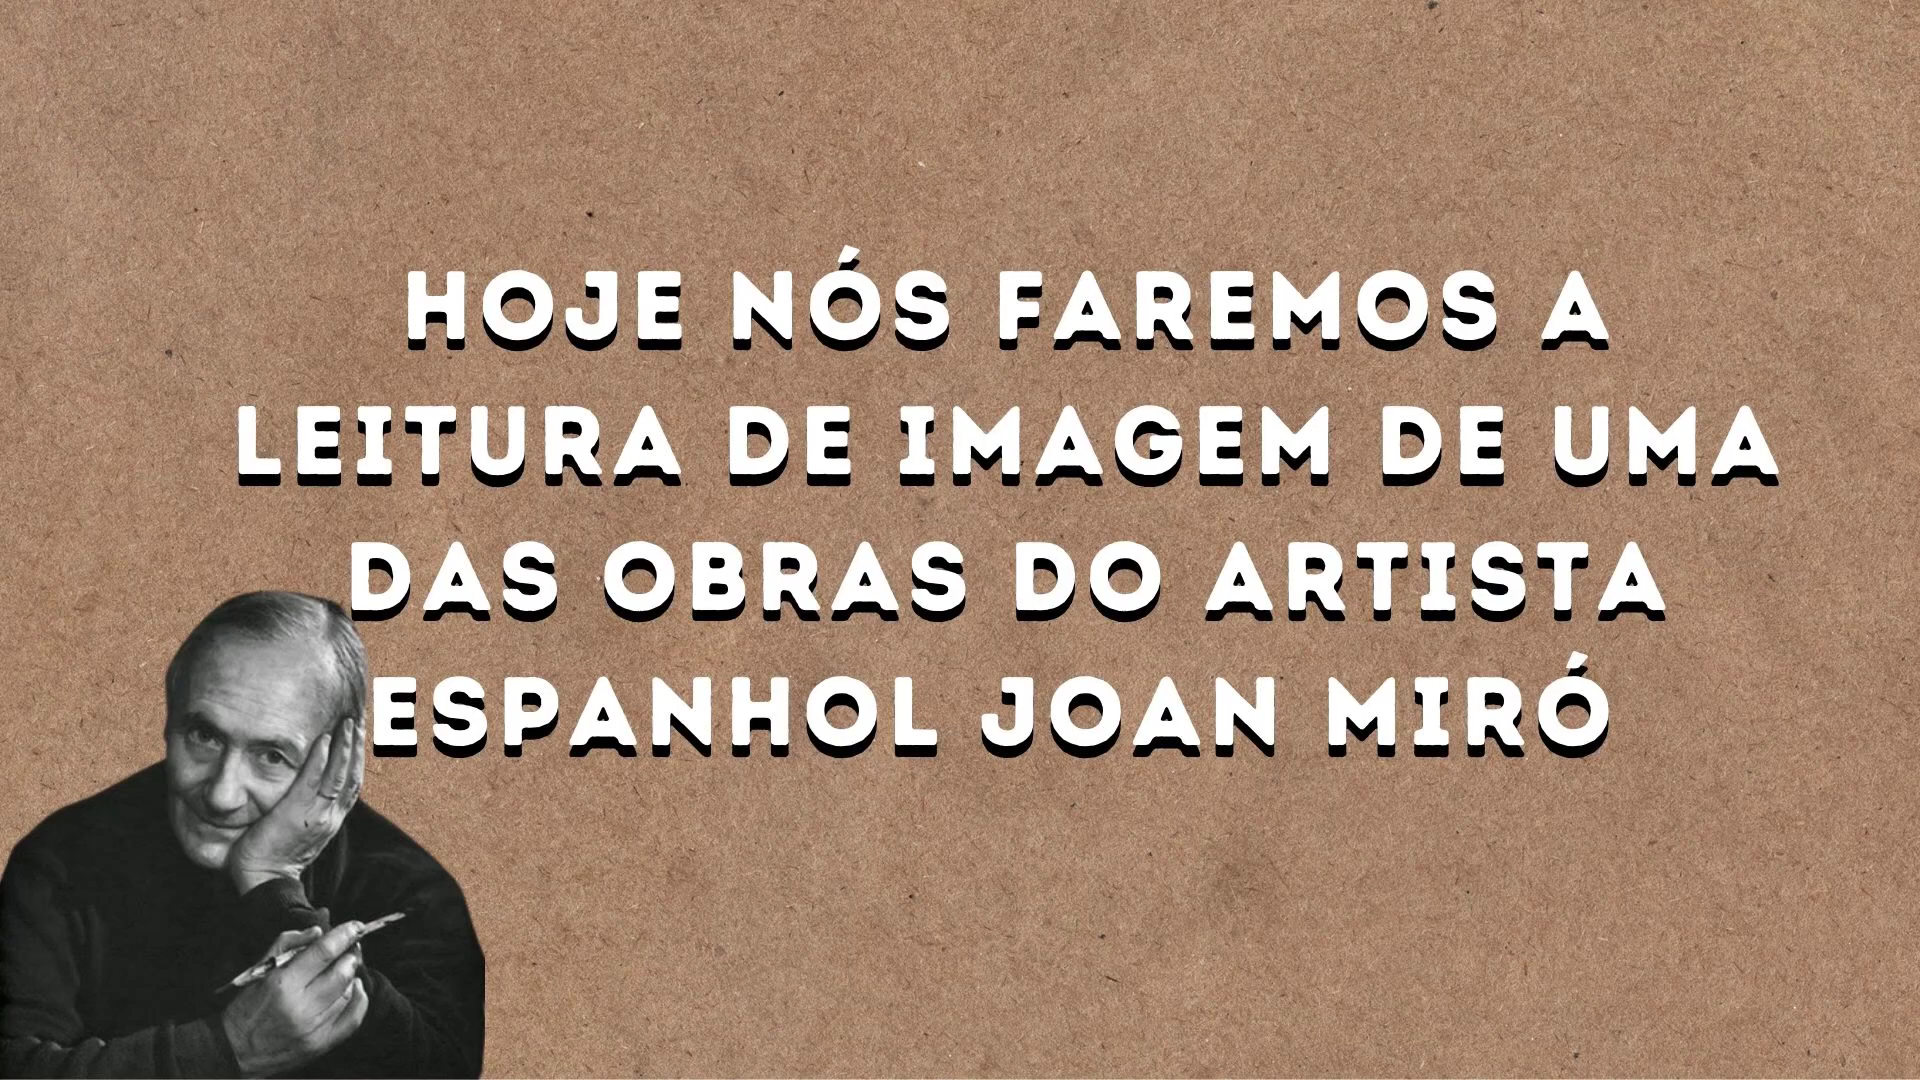 HOJE NÓS FAREMOS A
LEITURA DE IMAGEM DE UMA
DAS OBRAS DO ARTISTA
ESPANHOL JOAN MIRÓ